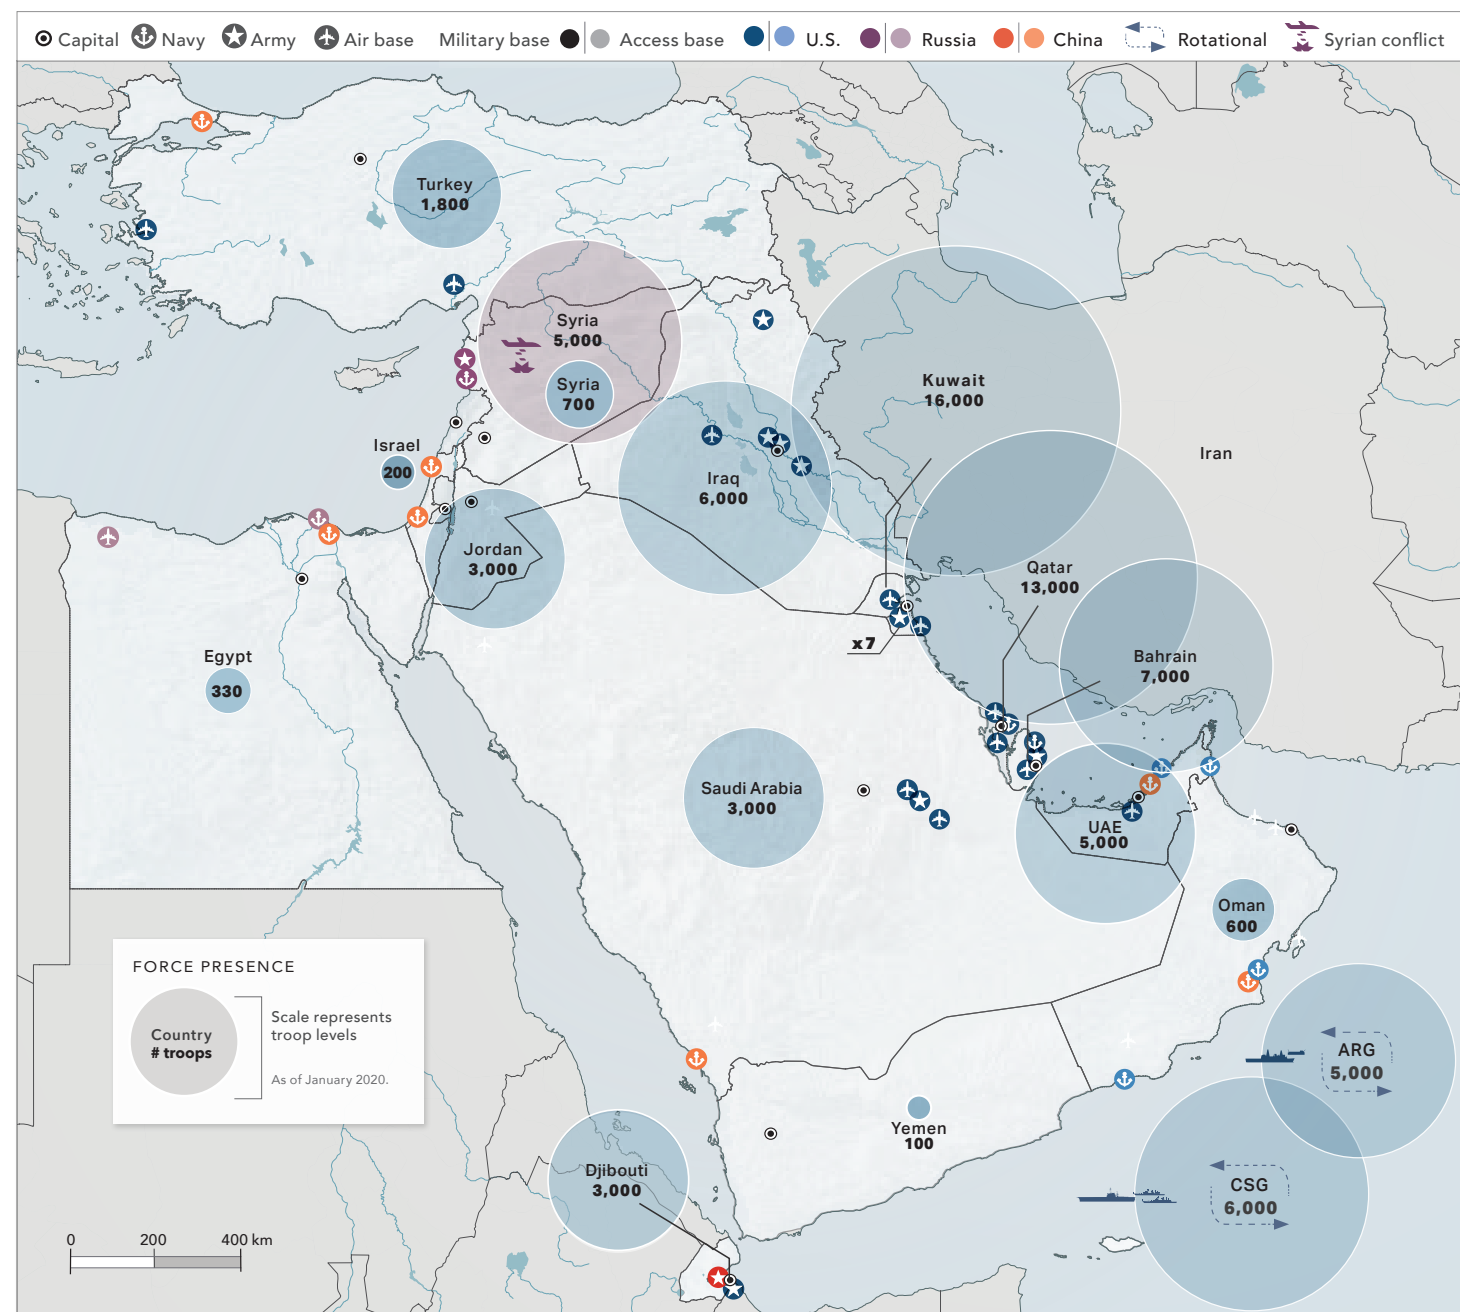 Capital Navy Army Air base Military base Access base U.S. Russia China Rotational Syrian conflict
Turkey
1,800
Syria
5,000
Syria
700
Kuwait
16,000
Iran
Israel
200
Iraq
6,000
Jordan
3,000
Qatar
13,000
x7
Egypt
330
Bahrain
7,000
Saudi Arabia
3,000
UAE
5,000
Oman
600
FORCE PRESENCE
Country
# troops
Scale represents
troop levels
As of January 2020.
ARG
5,000
Yemen
100
Djibouti
3,000
CSG
6,000
0 200 400 km